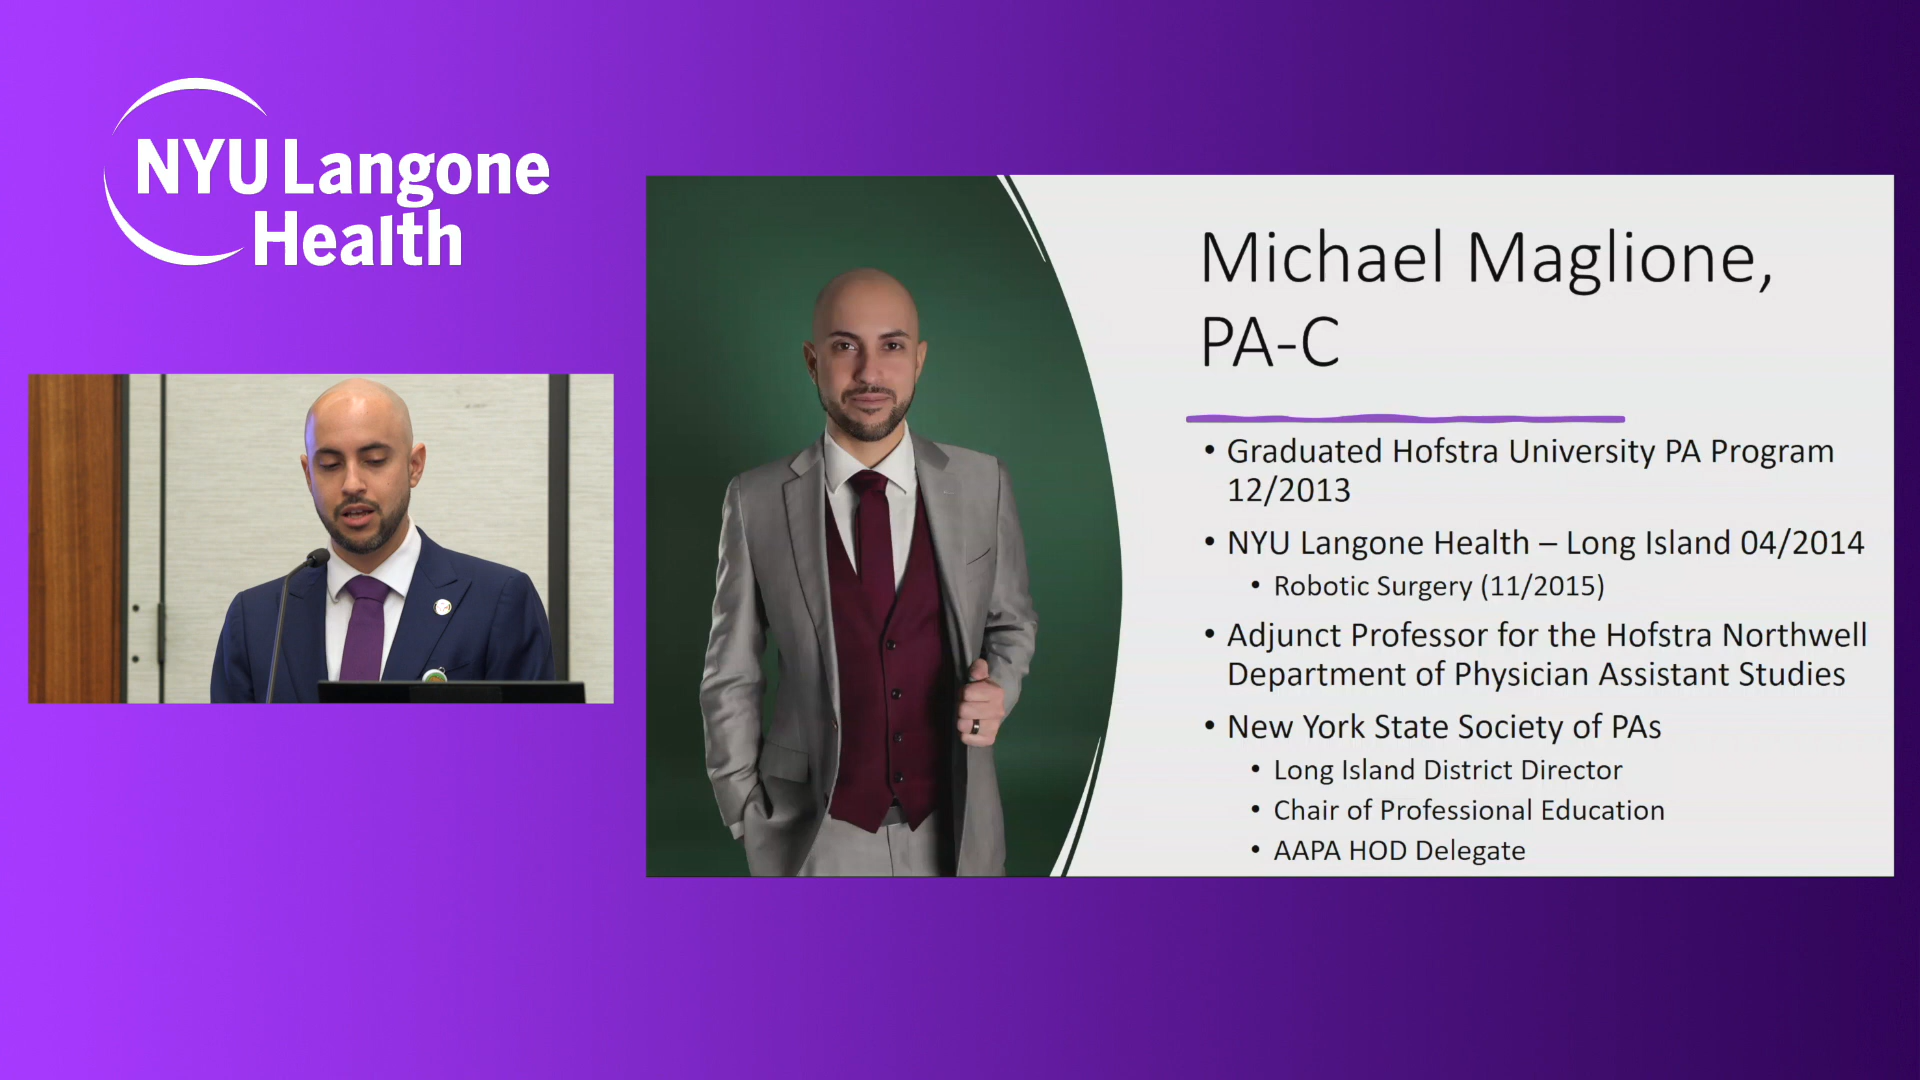 NYU Langone
Health
Michael Maglione,
PA-C
• Graduated Hofstra University PA Program
12/2013
• NYU Langone Health – Long Island 04/2014
• Robotic Surgery (11/2015)
• Adjunct Professor for the Hofstra Northwell
Department of Physician Assistant Studies
• New York State Society of PAs
• Long Island District Director
• Chair of Professional Education
• AAPA HOD Delegate